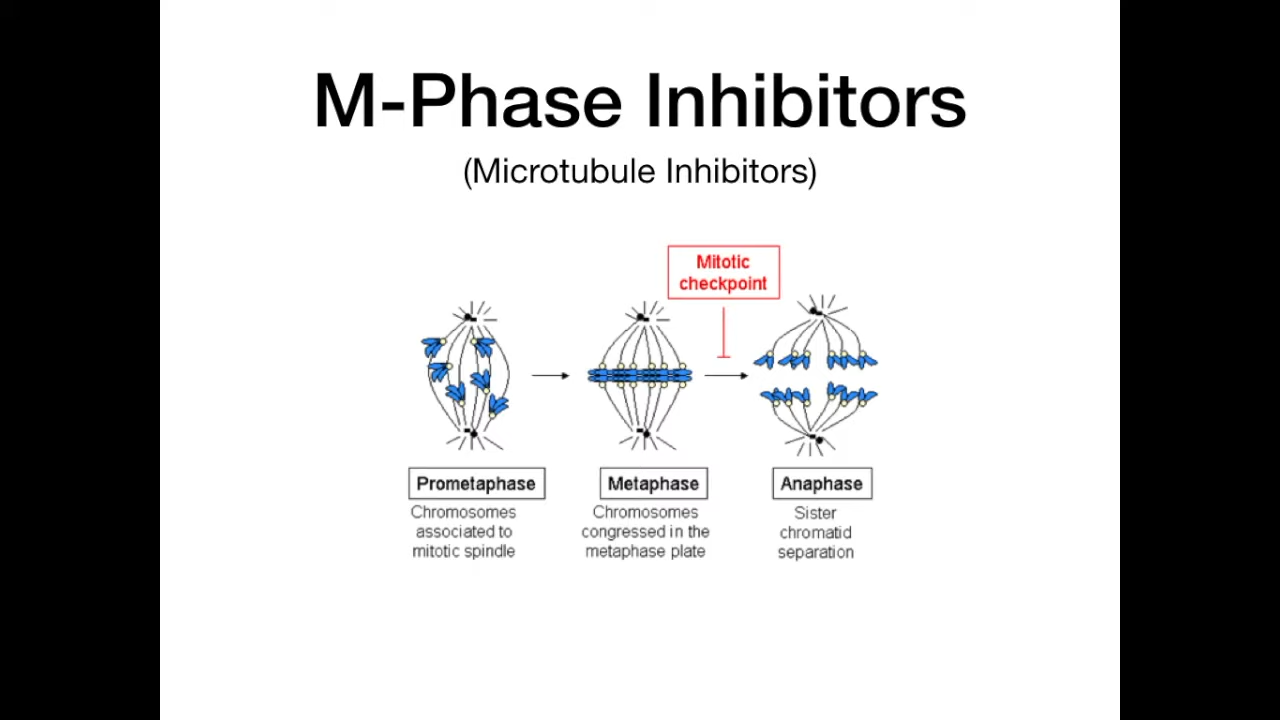 M-Phase Inhibitors
(Microtubule Inhibitors)
Mitotic
checkpoint
Prometaphase
Chromosomes
associated to
mitotic spindle
Metaphase
Chromosomes
congressed in the
metaphase plate
Anaphase
Sister
chromatid
separation